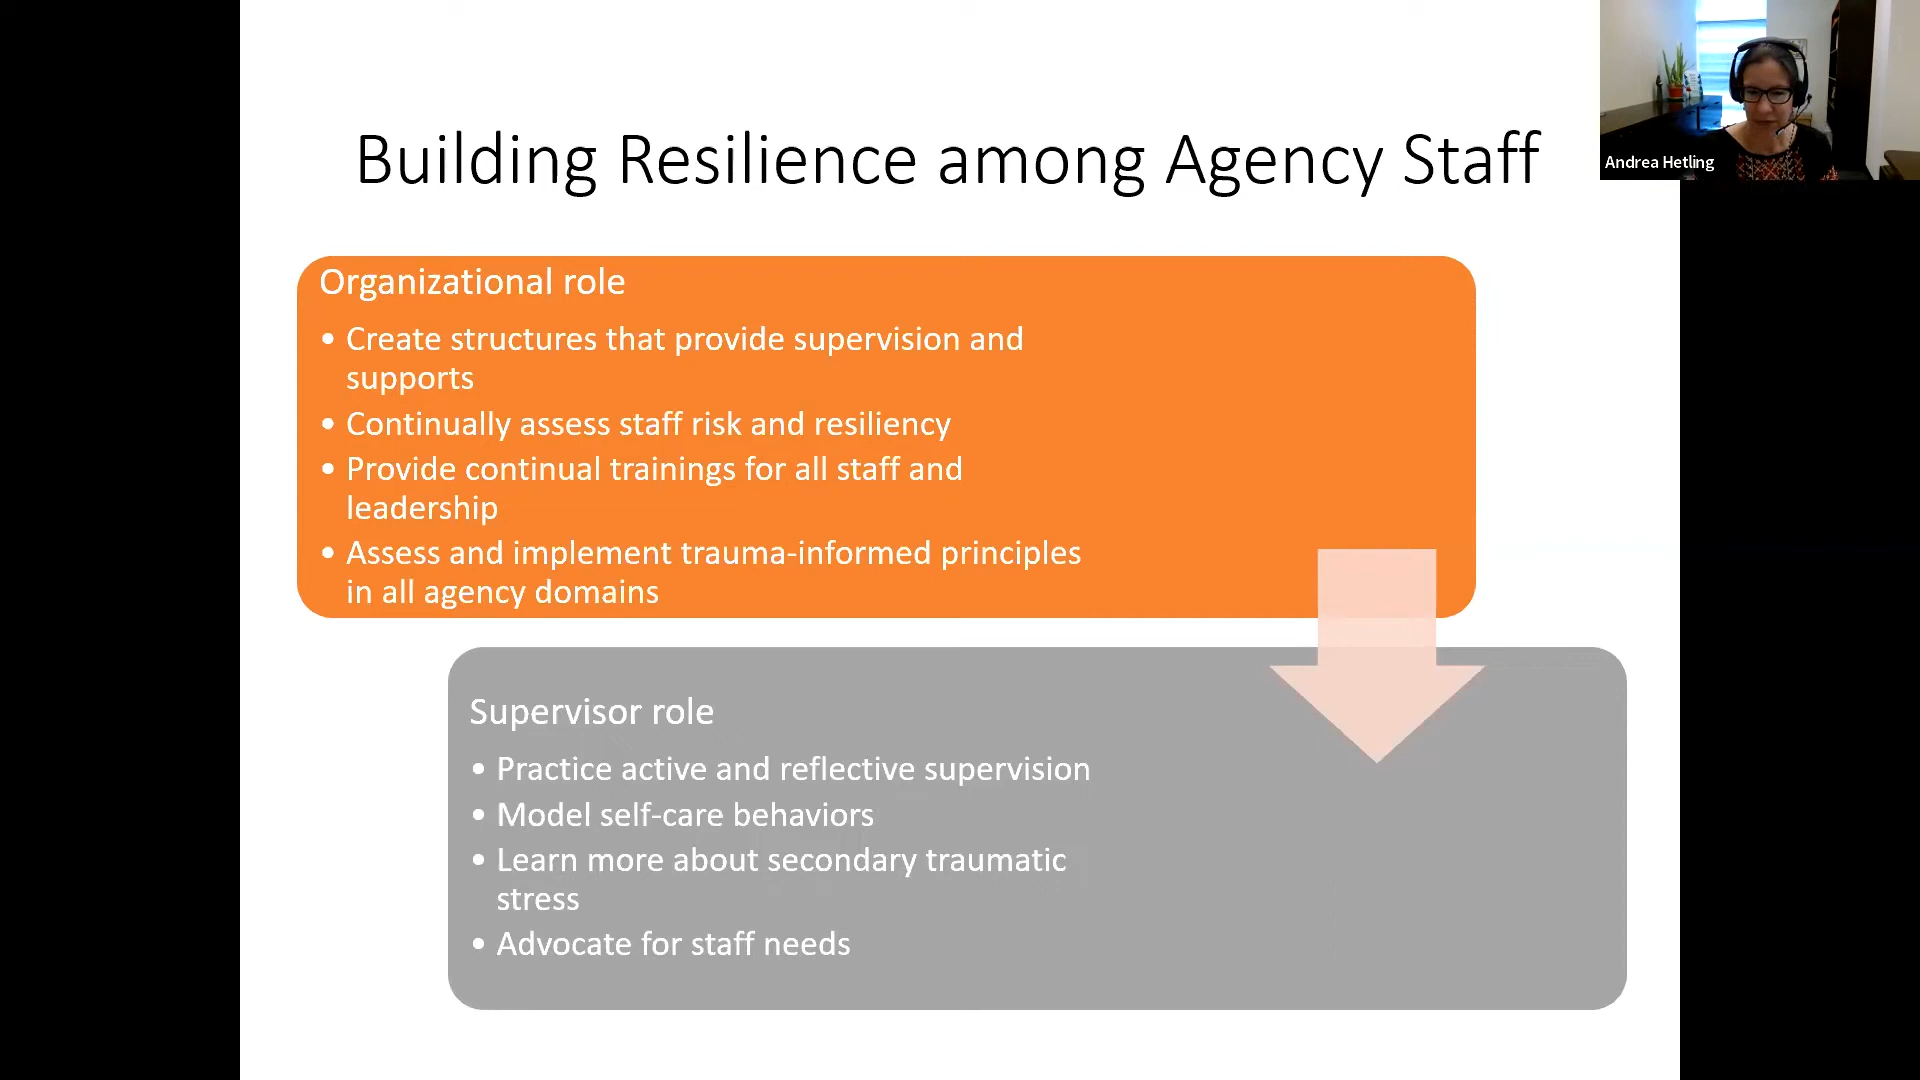 Building Resilience among Agency Staff
Andrea Hetling
Organizational role
• Create structures that provide supervision and
supports
• Continually assess staff risk and resiliency
• Provide continual trainings for all staff and
leadership
• Assess and implement trauma-informed principles
in all agency domains
Supervisor role
• Practice active and reflective supervision
• Model self-care behaviors
• Learn more about secondary traumatic
stress
• Advocate for staff needs